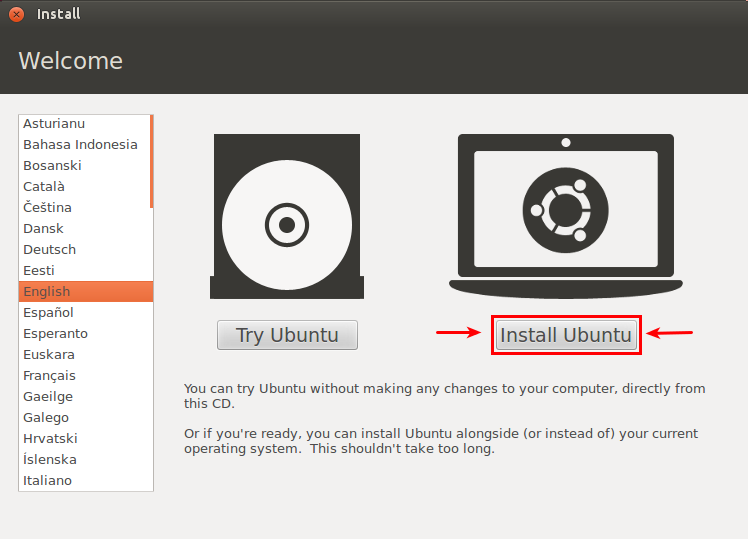 Install
Welcome
Asturianu
Bahasa Indonesia
Bosanski
Català
Čeština
Dansk
Deutsch
Eesti
English
Español
Esperanto
Euskara
Français
Gaeilge
Galego
Hrvatski
Íslenska
Italiano
Try Ubuntu
Install Ubuntu
You can try Ubuntu without making any changes to your computer, directly from
this CD.
Or if you're ready, you can install Ubuntu alongside (or instead of) your current
operating system.  This shouldn't take too long.